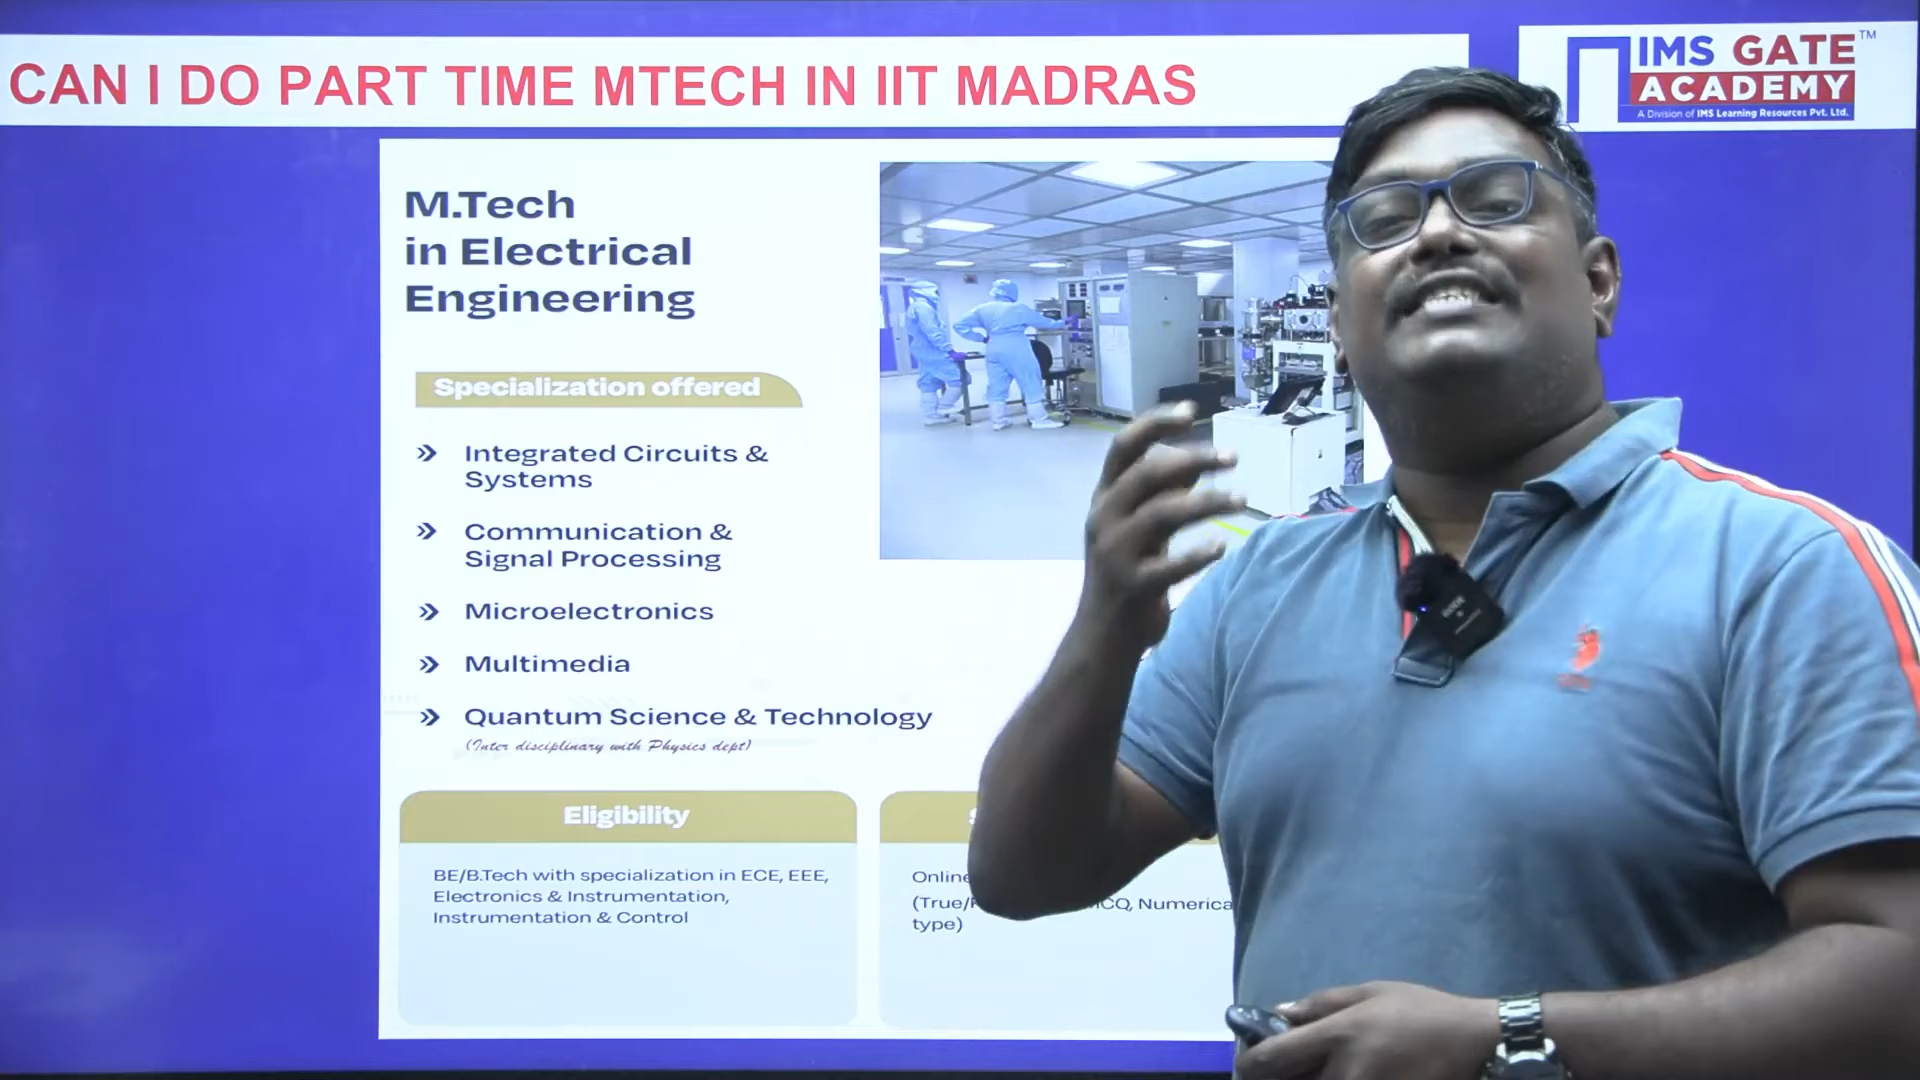 CAN I DO PART TIME MTECH IN IIT MADRAS
IMS GATE
ACADEMY
TM
A Division of IMS Learning Resources Pvt. Ltd.
M.Tech
in Electrical
Engineering
Specialization offered
Integrated Circuits &
Systems
Communication &
Signal Processing
Microelectronics
Multimedia
Quantum Science & Technology
(Inter disciplinary with Physics dept)
Eligibility
BE/B.Tech with specialization in ECE, EEE,
Electronics & Instrumentation,
Instrumentation & Control
Online
(True/ Numerica
type)